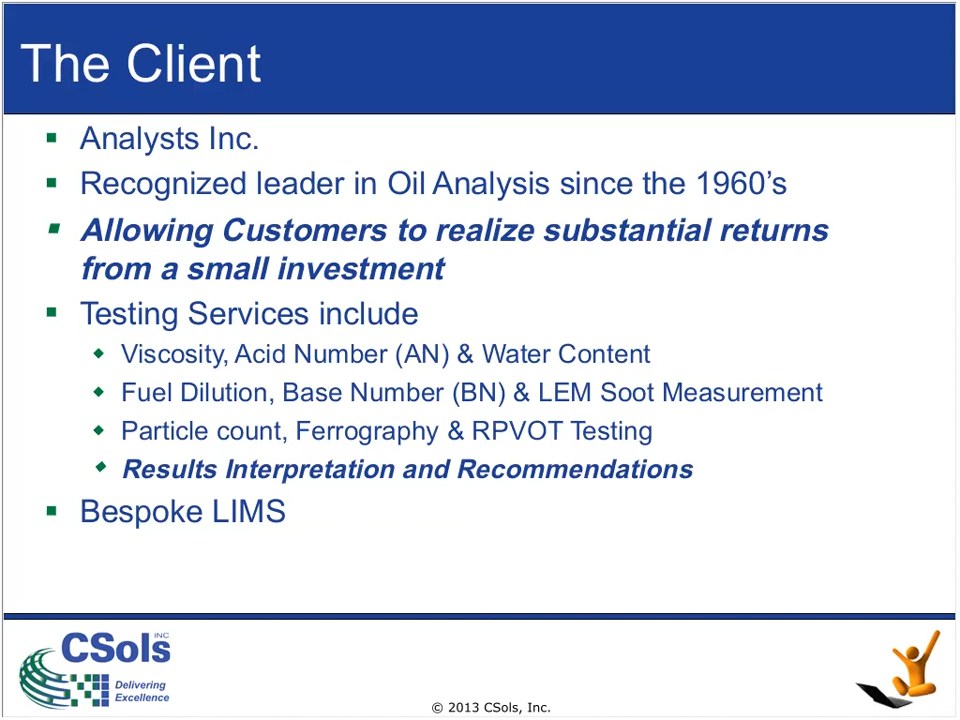 The Client
Analysts Inc.
Recognized leader in Oil Analysis since the 1960’s
Allowing Customers to realize substantial returns
from a small investment
Testing Services include
Viscosity, Acid Number (AN) & Water Content
Fuel Dilution, Base Number (BN) & LEM Soot Measurement
Particle count, Ferrography & RPVOT Testing
Results Interpretation and Recommendations
Bespoke LIMS
CSols INC
Delivering
Excellence
© 2013 CSols, Inc.